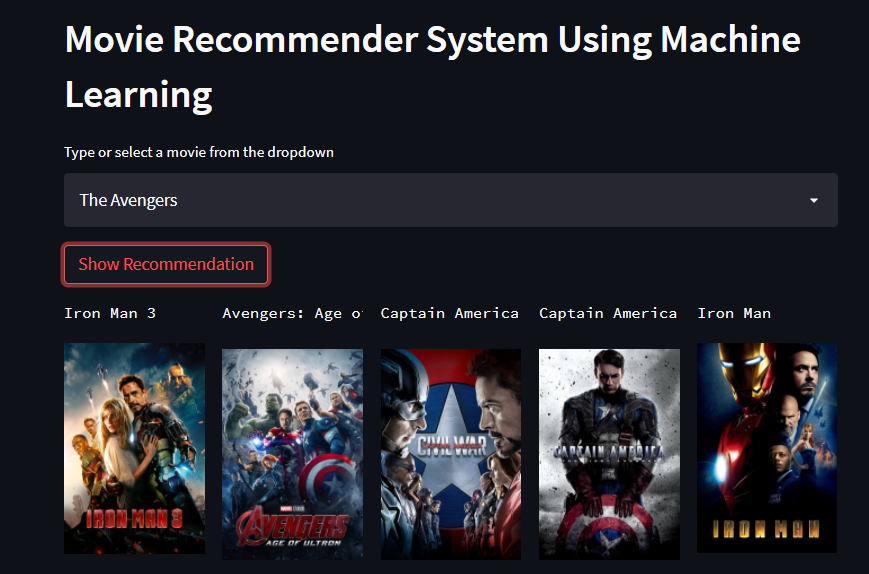 Movie Recommender System Using Machine
Learning
Type or select a movie from the dropdown
The Avengers
Show Recommendation
Iron Man 3
Avengers: Age o
Captain America
Captain America
Iron Man
IRON MAN 3
AVENGERS
AGE OF ULTRON
CIVIL WAR
CAPTAIN AMERICA
IRON MAN